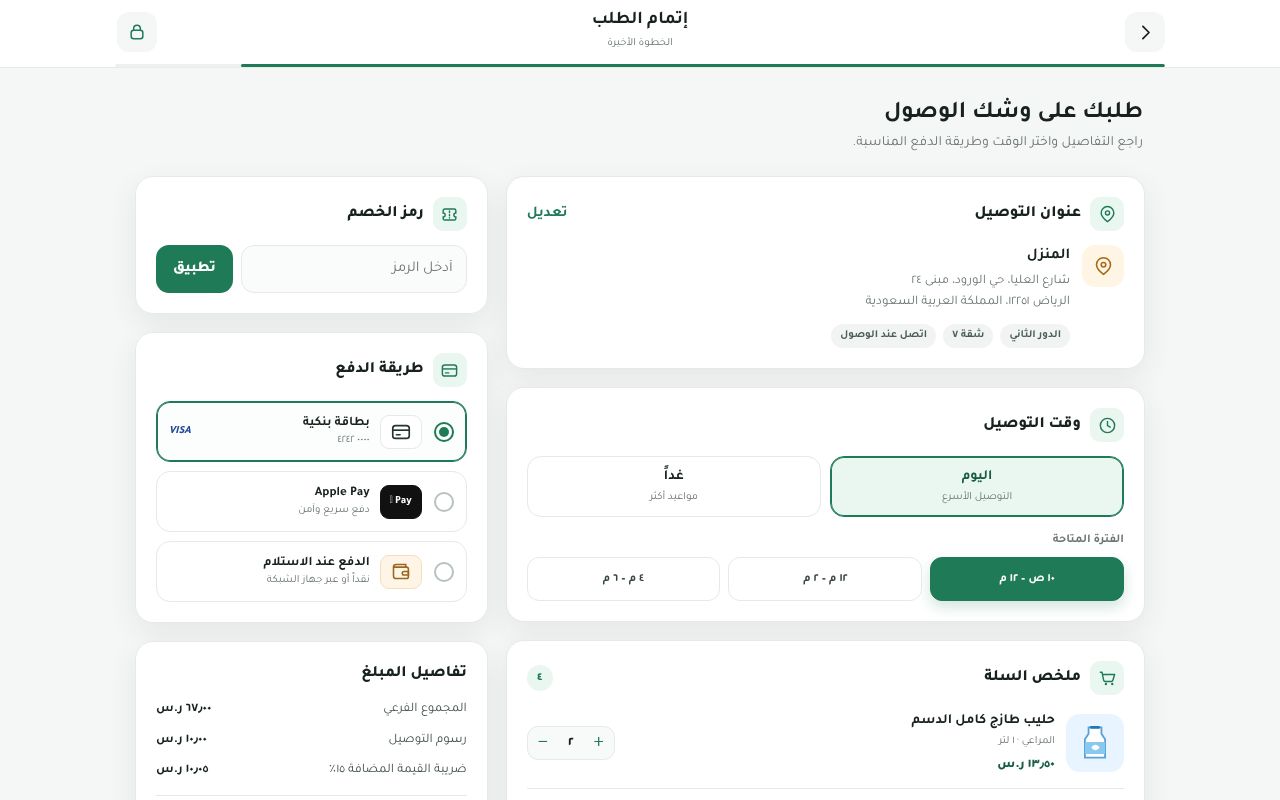 إتمام الطلب
الخطوة الأخيرة
طلبك على وشك الوصول
راجع التفاصيل واختر الوقت وطريقة الدفع المناسبة.
عنوان التوصيل
تعديل
المنزل
شارع العليا، حي الورود، مبنى ٢٤
الرياض ١٢٢٥١، المملكة العربية السعودية
الدور الثاني
شقة ٧
اتصل عند الوصول
وقت التوصيل
اليوم
التوصيل الأسرع
غداً
مواعيد أكثر
الفترة المتاحة
١٠ ص – ١٢ م
١٢ م – ٢ م
٤ م – ٦ م
ملخص السلة
٤
حليب طازج كامل الدسم
المراعي · ١ لتر
١٣٫٥٠ ر.س
+ ٢ −
رمز الخصم
أدخل الرمز
تطبيق
طريقة الدفع
بطاقة بنكية
•••• ٤٢٤٢
VISA
Apple Pay
دفع سريع وآمن
Pay
الدفع عند الاستلام
نقداً أو عبر جهاز الشبكة
تفاصيل المبلغ
المجموع الفرعي
٦٧٫٠٠ ر.س
رسوم التوصيل
١٠٫٠٠ ر.س
ضريبة القيمة المضافة ١٥٪
١٠٫٠٥ ر.س